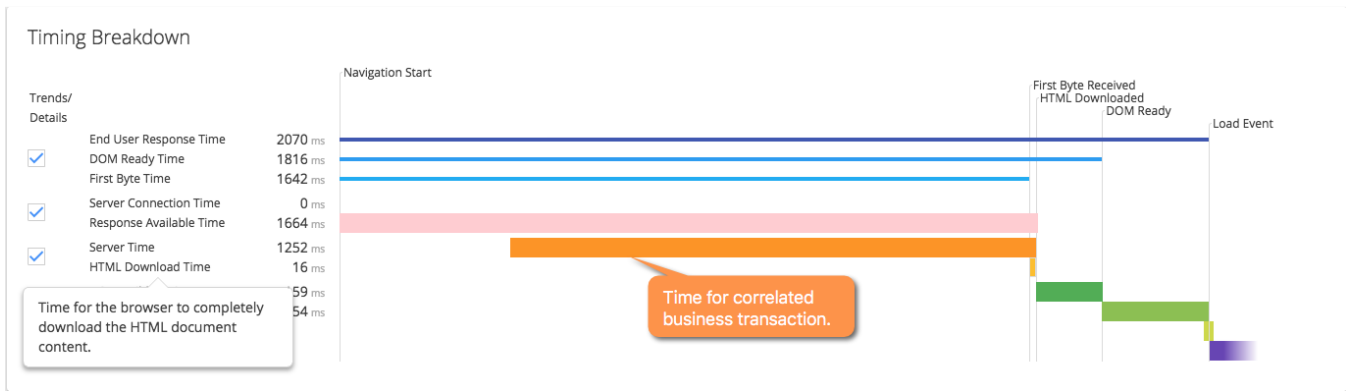 Timing Breakdown
Navigation Start
First Byte Received
HTML Downloaded
DOM Ready
Load Event
Trends/
Details
End User Response Time 2070 ms
DOM Ready Time 1816 ms
First Byte Time 1642 ms
Server Connection Time 0 ms
Response Available Time 1664 ms
Server Time 1252 ms
HTML Download Time 16 ms
59 ms
54 ms
Time for the browser to completely
download the HTML document
content.
Time for correlated
business transaction.